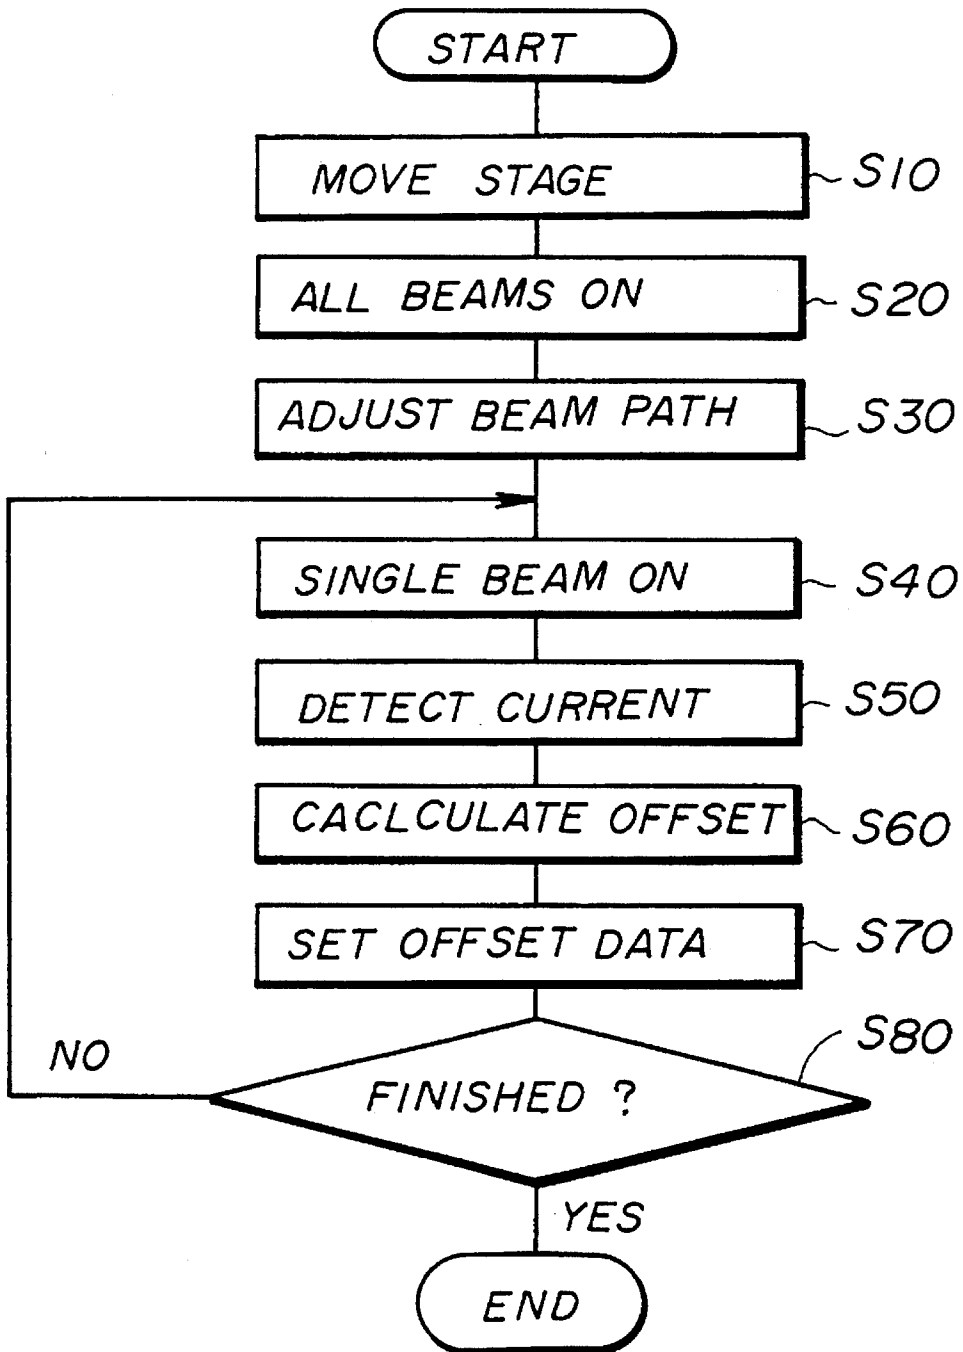 START
MOVE STAGE
S10
ALL BEAMS ON
S20
ADJUST BEAM PATH
S30
SINGLE BEAM ON
S40
DETECT CURRENT
S50
CACLCULATE OFFSET
S60
SET OFFSET DATA
S70
S80
NO
FINISHED ?
YES
END